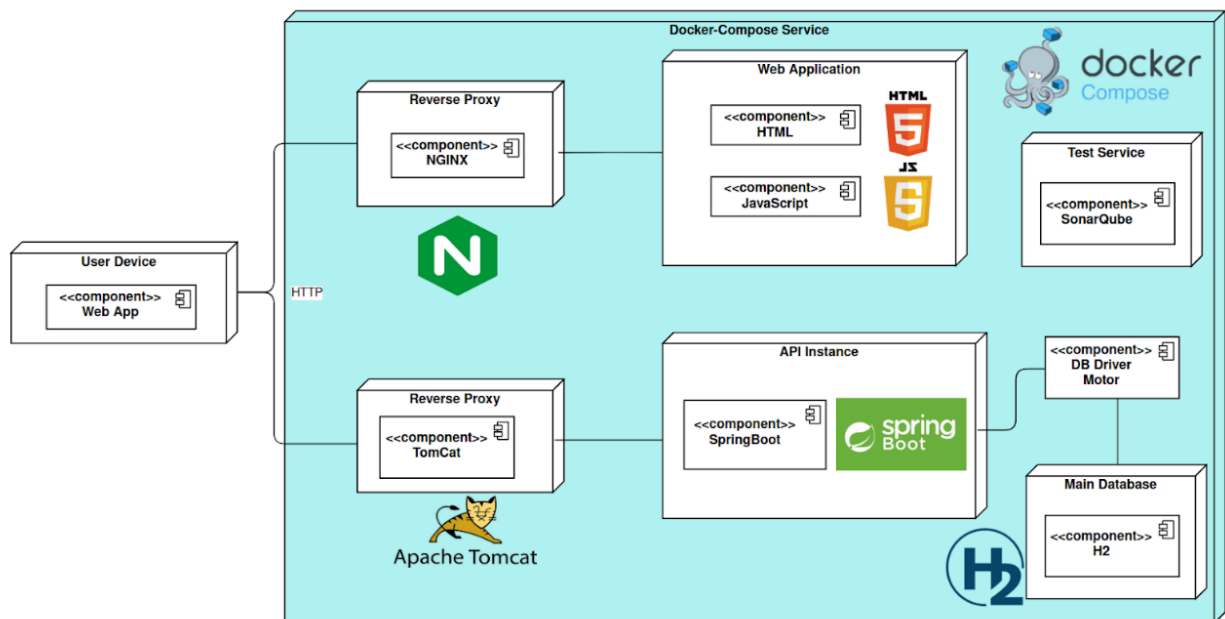 Docker-Compose Service
docker
Compose
Reverse Proxy
<<component>>
NGINX
Web Application
<<component>>
HTML
HTML
5
JS
<<component>>
JavaScript
S
Test Service
<<component>>
SonarQube
N
User Device
<<component>>
Web App
HTTP
Reverse Proxy
<<component>>
TomCat
Apache Tomcat
API Instance
<<component>>
SpringBoot
spring
Boot
<<component>>
DB Driver
Motor
Main Database
<<component>>
H2
H2